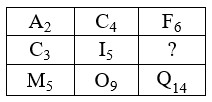 A₂ C₄ F₆
C₃ I₅ ?
M₅ O₉ Q₁₄